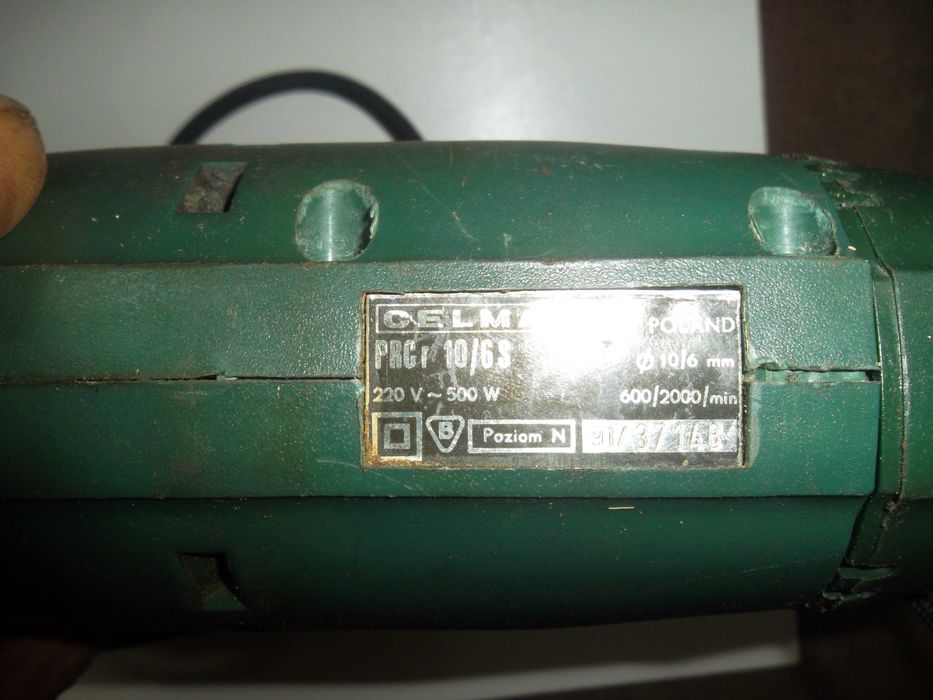 CELMA POLAND
PRCr 10/6S Ø 10/6 mm
220 V ~ 500 W 600/2000/min
B Poziom N